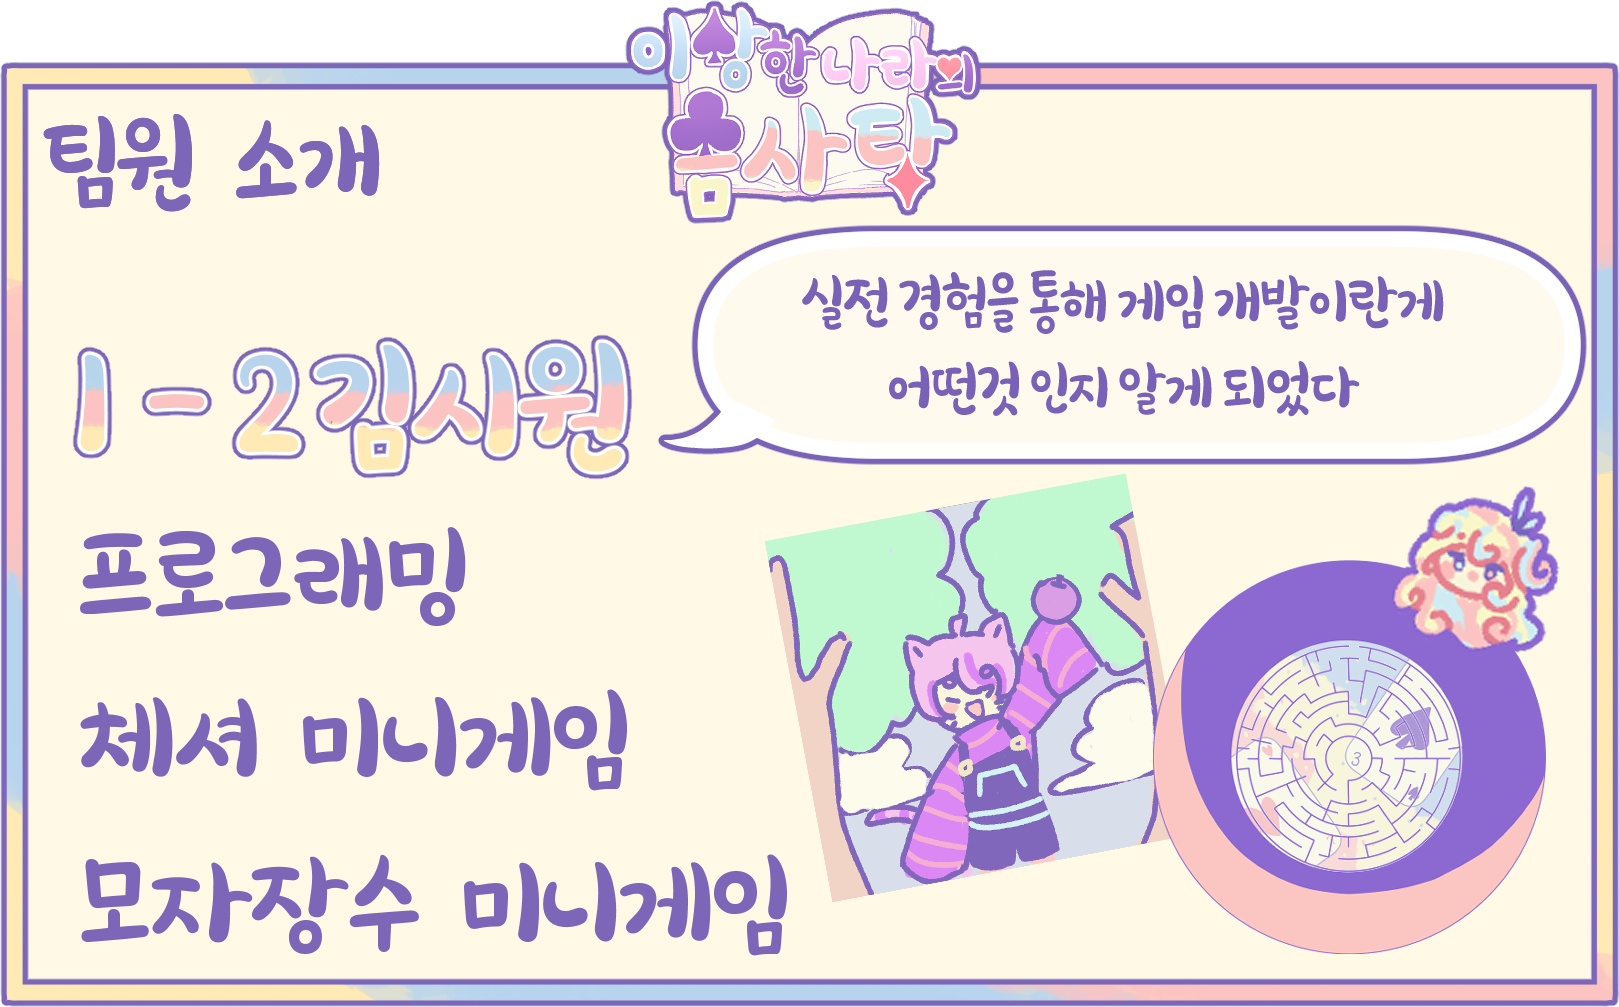 이상한 나라의
솜사탕
팀원 소개
실전 경험을 통해 게임 개발이란게
어떤것 인지 알게 되었다
1-2김시원
프로그래밍
체셔 미니게임
모자장수 미니게임
3